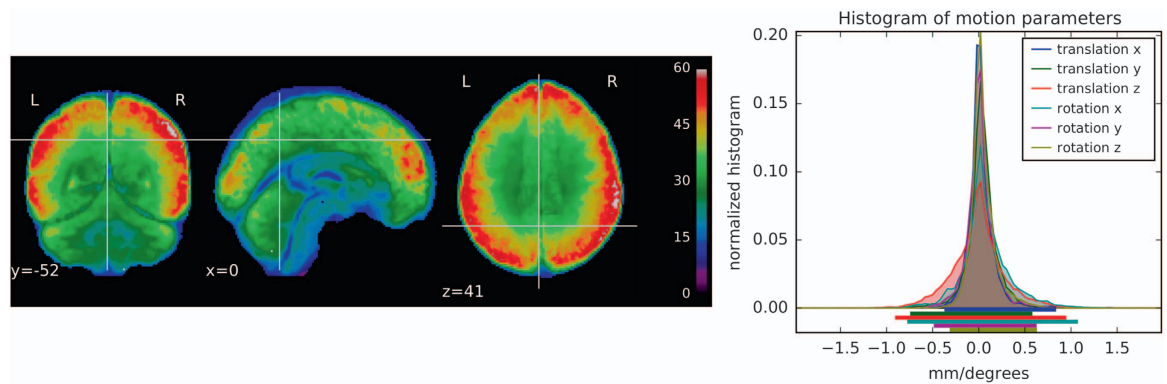 L R
y=-52
x=0
L R
z=41
60
45
30
15
0
Histogram of motion parameters
normalized histogram
0.20
0.15
0.10
0.05
0.00
translation x
translation y
translation z
rotation x
rotation y
rotation z
−1.5 −1.0 −0.5 0.0 0.5 1.0 1.5
mm/degrees